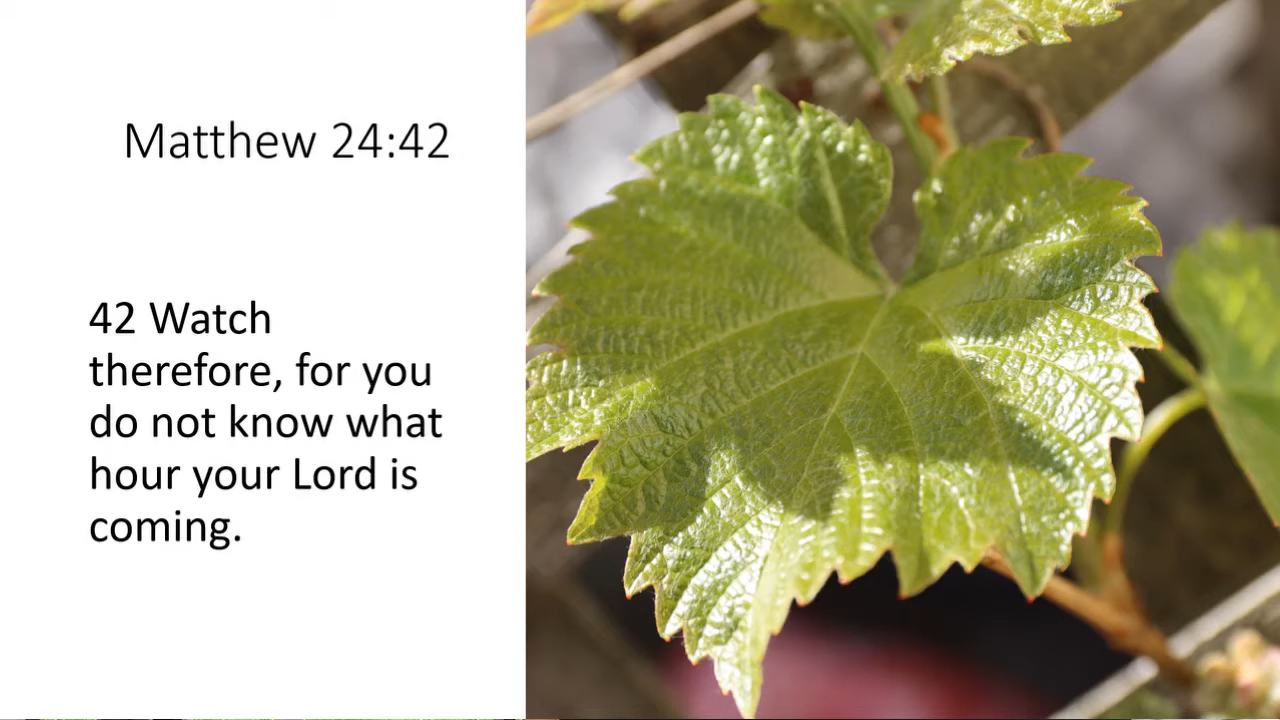 Matthew 24:42
42 Watch
therefore, for you
do not know what
hour your Lord is
coming.